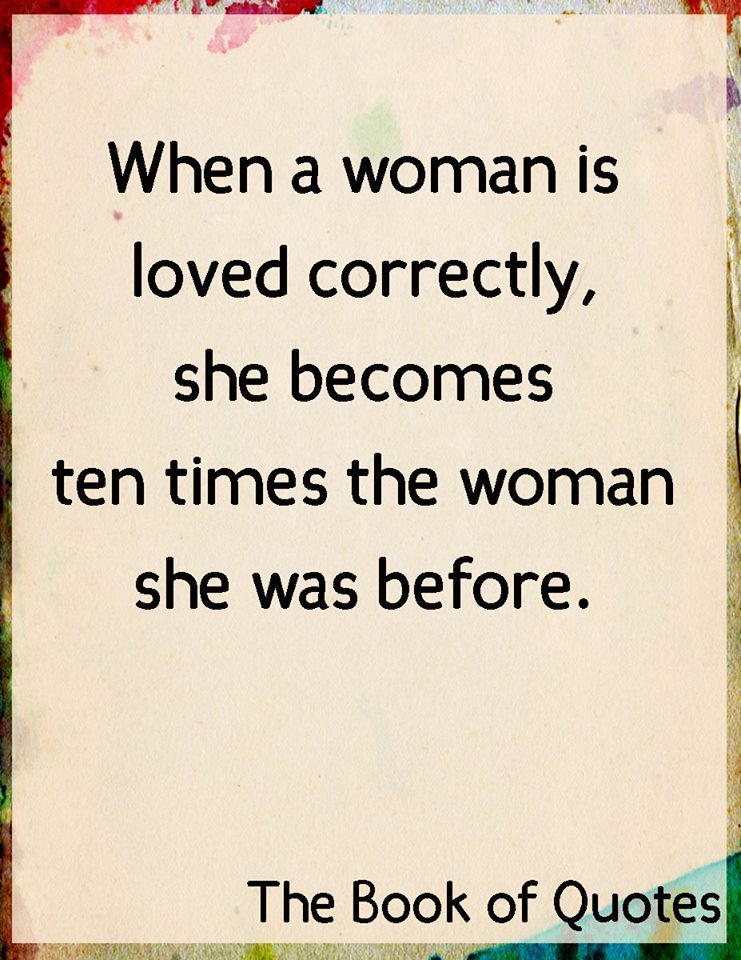 When a woman is
loved correctly,
she becomes
ten times the woman
she was before.
The Book of Quotes